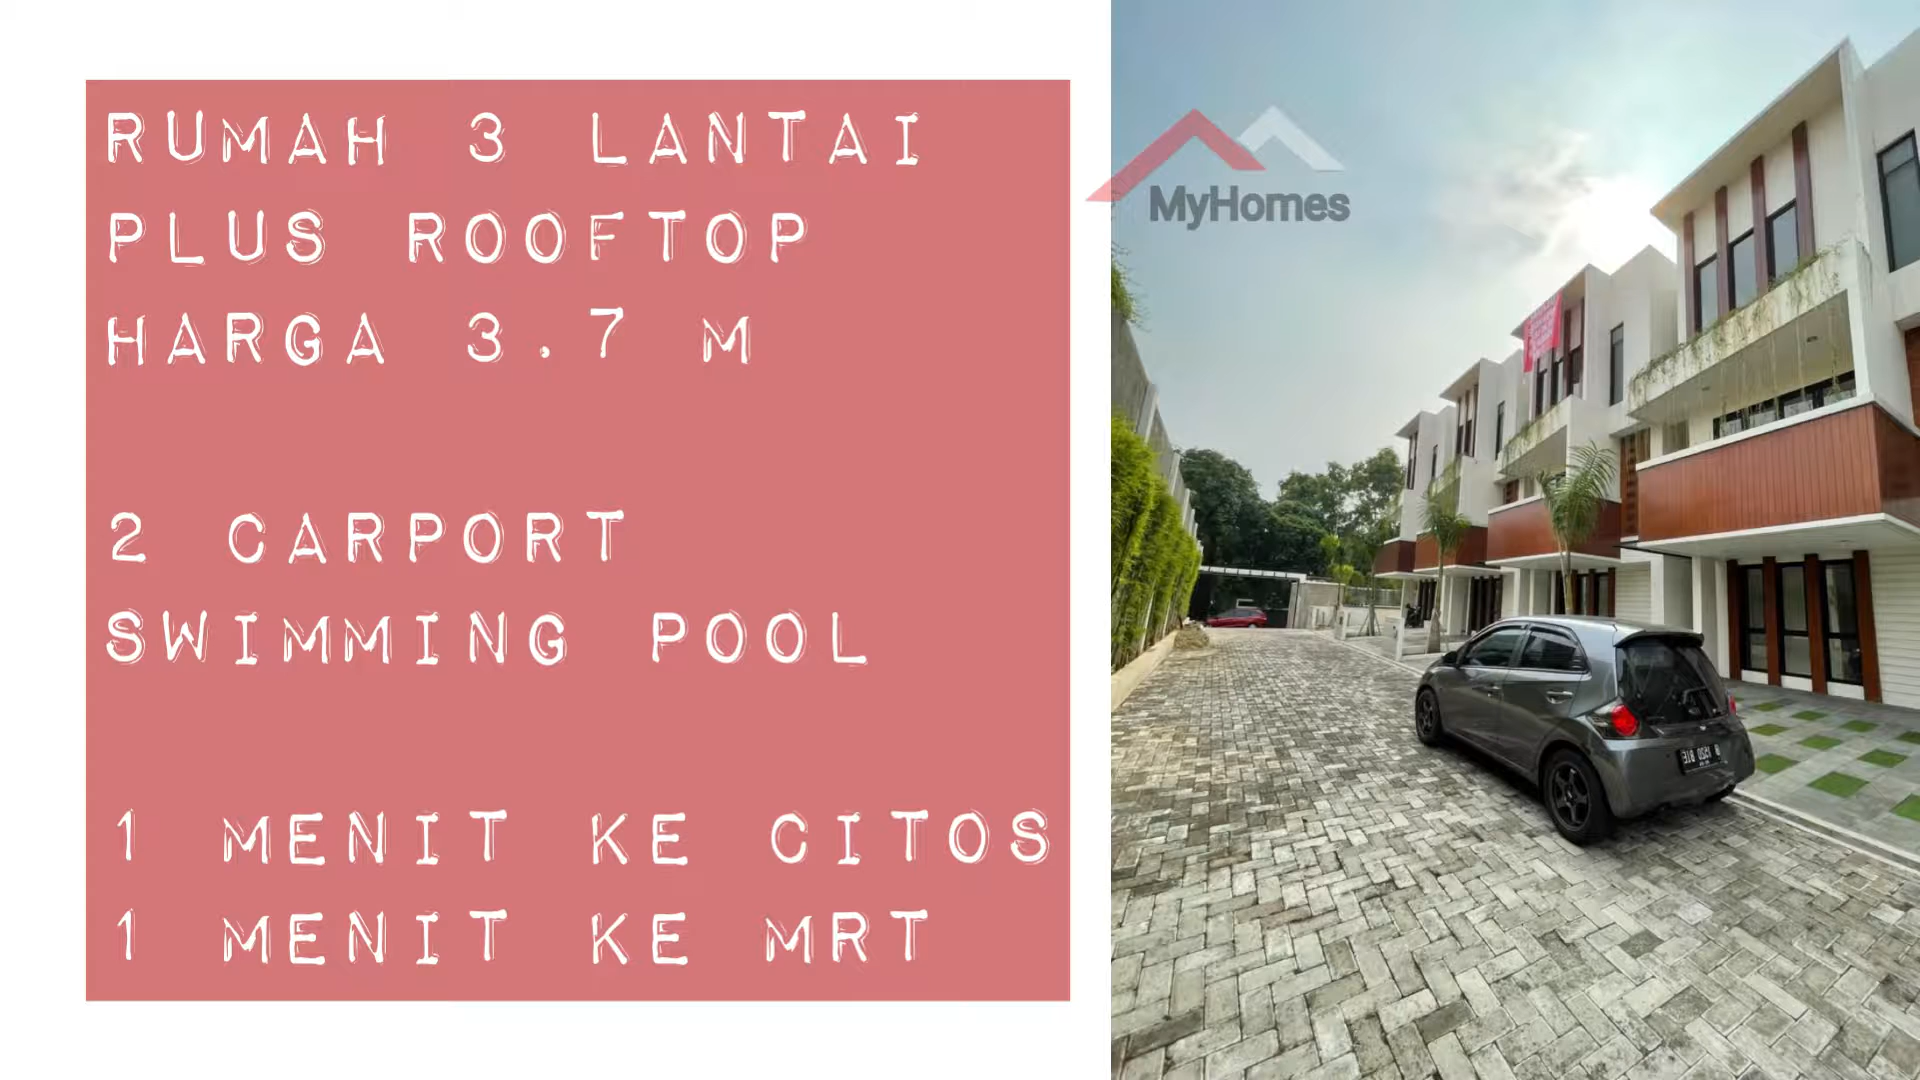 RUMAH 3 LANTAI
PLUS ROOFTOP
HARGA 3.7 M
2 CARPORT
SWIMMING POOL
1 MENIT KE CITOS
1 MENIT KE MRT
MyHomes